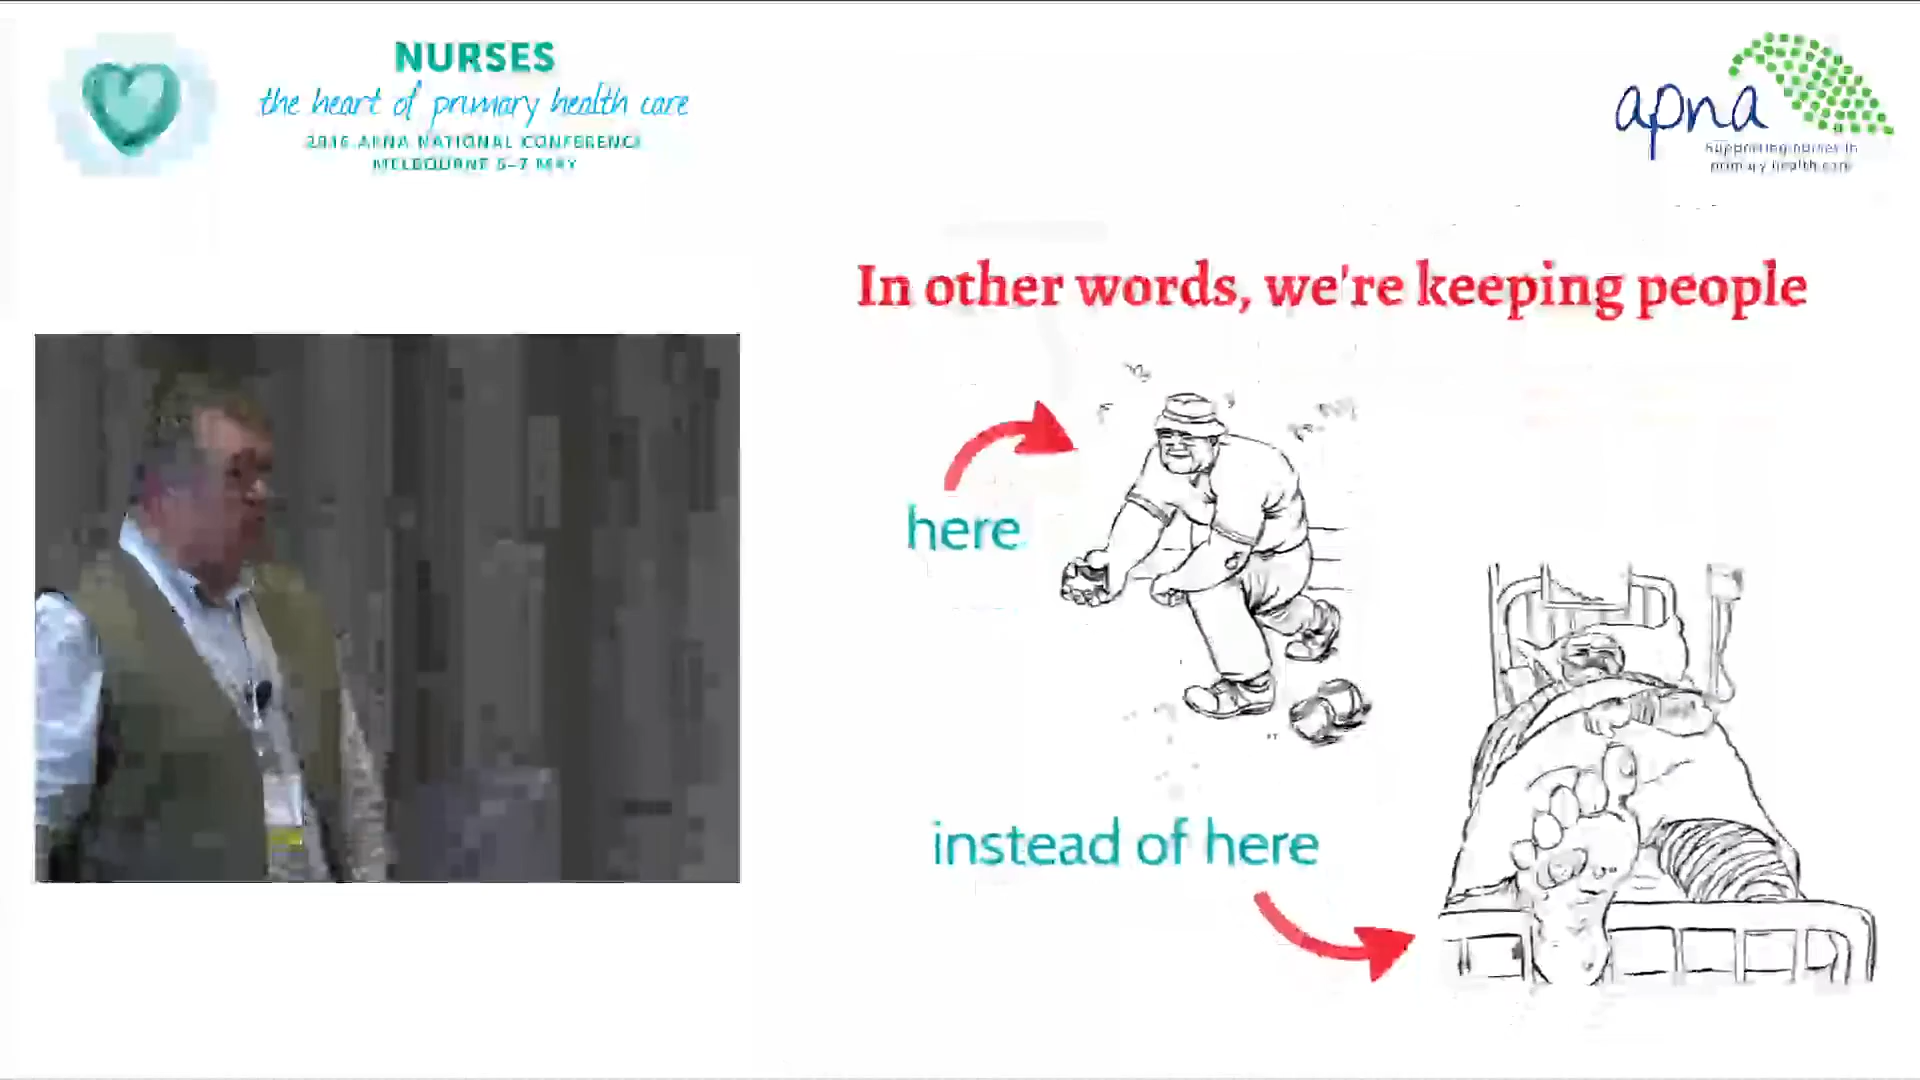 NURSES
the heart of primary health care
2016 APNA NATIONAL CONFERENCE
MELBOURNE 5–7 MAY
apna
Supporting nurses in
primary health care
In other words, we're keeping people
here
instead of here